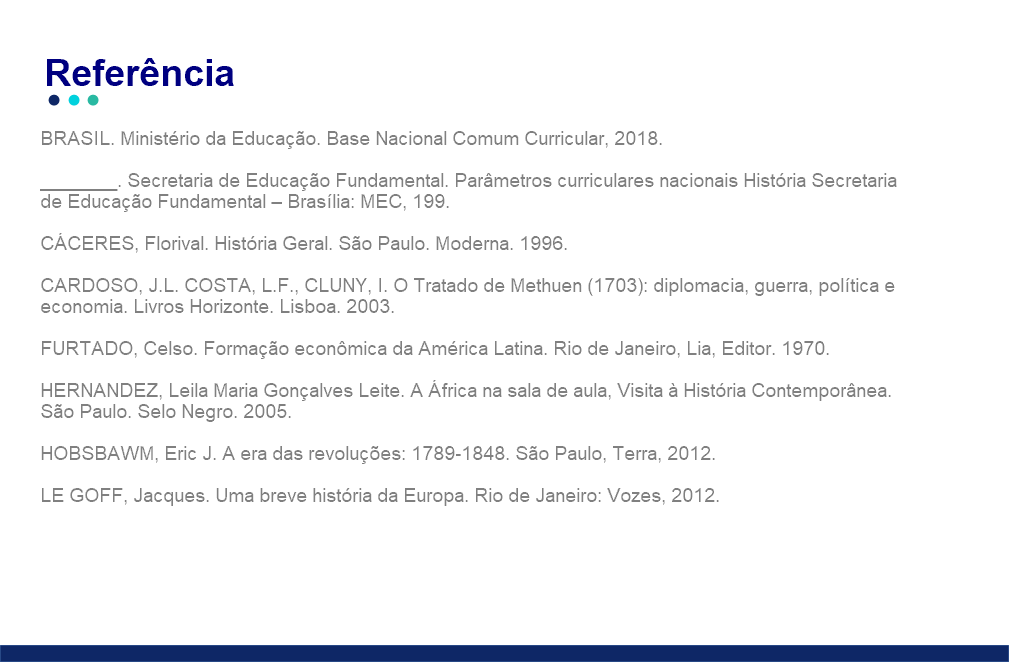 Referência
BRASIL. Ministério da Educação. Base Nacional Comum Curricular, 2018.
________. Secretaria de Educação Fundamental. Parâmetros curriculares nacionais História Secretaria
de Educação Fundamental – Brasília: MEC, 199.
CÁCERES, Florival. História Geral. São Paulo. Moderna. 1996.
CARDOSO, J.L. COSTA, L.F., CLUNY, I. O Tratado de Methuen (1703): diplomacia, guerra, política e
economia. Livros Horizonte. Lisboa. 2003.
FURTADO, Celso. Formação econômica da América Latina. Rio de Janeiro, Lia, Editor. 1970.
HERNANDEZ, Leila Maria Gonçalves Leite. A África na sala de aula, Visita à História Contemporânea.
São Paulo. Selo Negro. 2005.
HOBSBAWM, Eric J. A era das revoluções: 1789-1848. São Paulo, Terra, 2012.
LE GOFF, Jacques. Uma breve história da Europa. Rio de Janeiro: Vozes, 2012.